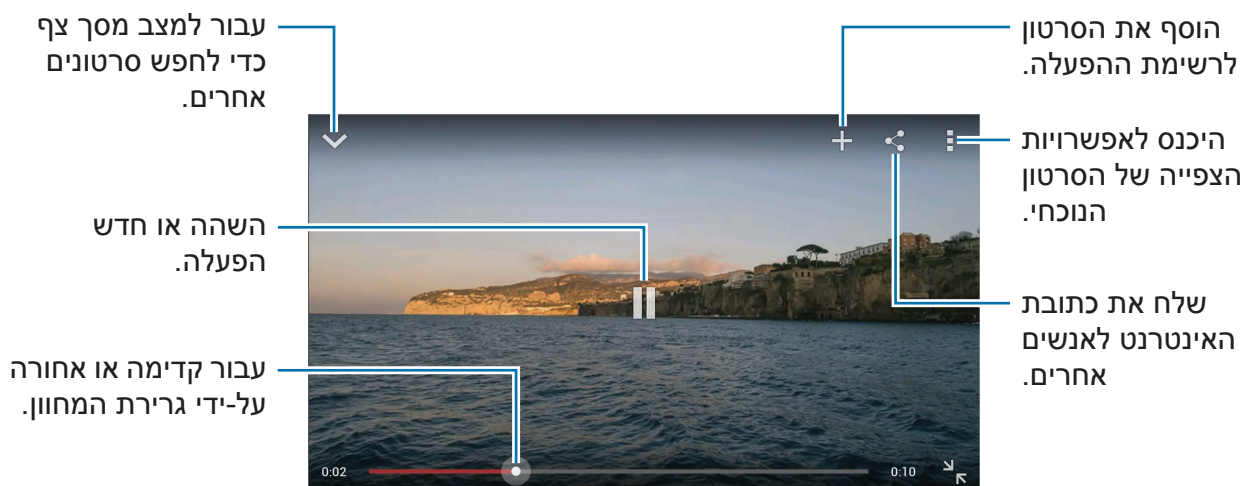 הוסף את הסרטון
לרשימת ההפעלה.
היכנס לאפשרויות
הצפייה של הסרטון
הנוכחי.
שלח את כתובת
האינטרנט לאנשים
אחרים.
עבור למצב מסך צף
כדי לחפש סרטונים
אחרים.
השהה או חדש
הפעלה.
עבור קדימה או אחורה
על-ידי גרירת המחוון.
0:02
0:10